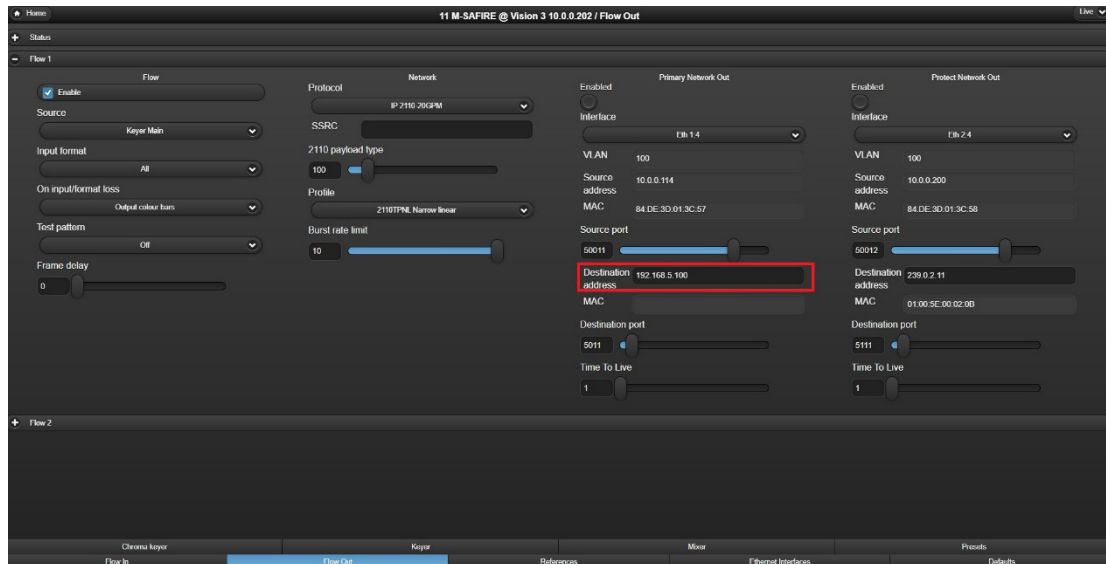 Home
11 M-SAFIRE @ Vision 3 10.0.0.202 / Flow Out
Live
Status
Flow 1
Flow
Enable
Source
Keyer Main
Input format
All
On input/format loss
Output colour bars
Test pattern
Off
Frame delay
0
Network
Protocol
IP 2110-20GPM
SSRC
2110 payload type
100
Profile
2110TPNL Narrow linear
Burst rate limit
10
Primary Network Out
Enabled
Interface
Eth 1.4
VLAN 100
Source address 10.0.0.114
MAC 84:DE:3D:01:3C:57
Source port
50011
Destination address 192.168.5.100
MAC
Destination port
5011
Time To Live
1
Protect Network Out
Enabled
Interface
Eth 2.4
VLAN 100
Source address 10.0.0.200
MAC 84:DE:3D:01:3C:58
Source port
50012
Destination address 239.0.2.11
MAC 01:00:5E:00:02:0B
Destination port
5111
Time To Live
1
Flow 2
Chroma keyer Keyer Mixer Presets
Flow In Flow Out References Ethernet Interfaces Defaults